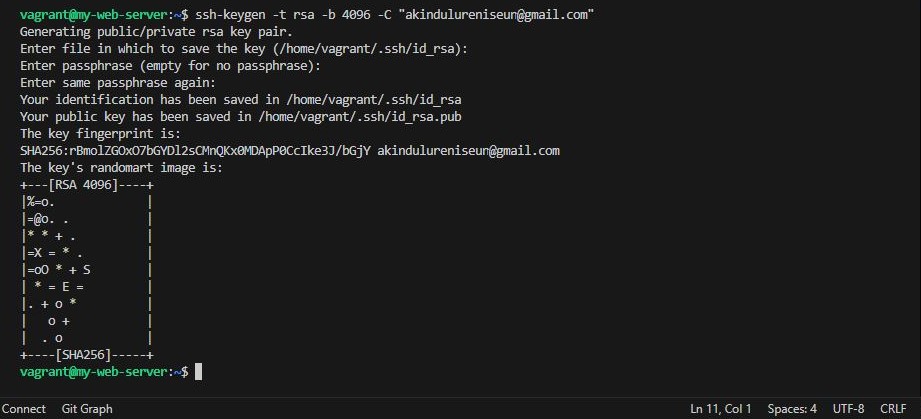 vagrant@my-web-server:~$ ssh-keygen -t rsa -b 4096 -C "akindulureniseun@gmail.com"
Generating public/private rsa key pair.
Enter file in which to save the key (/home/vagrant/.ssh/id_rsa):
Enter passphrase (empty for no passphrase):
Enter same passphrase again:
Your identification has been saved in /home/vagrant/.ssh/id_rsa
Your public key has been saved in /home/vagrant/.ssh/id_rsa.pub
The key fingerprint is:
SHA256:rBmolZGOxO7bGYDl2sCMnQKx0MDApP0CcIke3J/bGjY akindulureniseun@gmail.com
The key's randomart image is:
+---[RSA 4096]----+
|%=o.             |
|=@o. .           |
|* * + .          |
|=X = * .         |
|=oO * + S        |
| * = E =         |
|. + o *          |
|   o +           |
|  . o            |
+----[SHA256]-----+
vagrant@my-web-server:~$
Connect Git Graph Ln 11, Col 1 Spaces: 4 UTF-8 CRLF